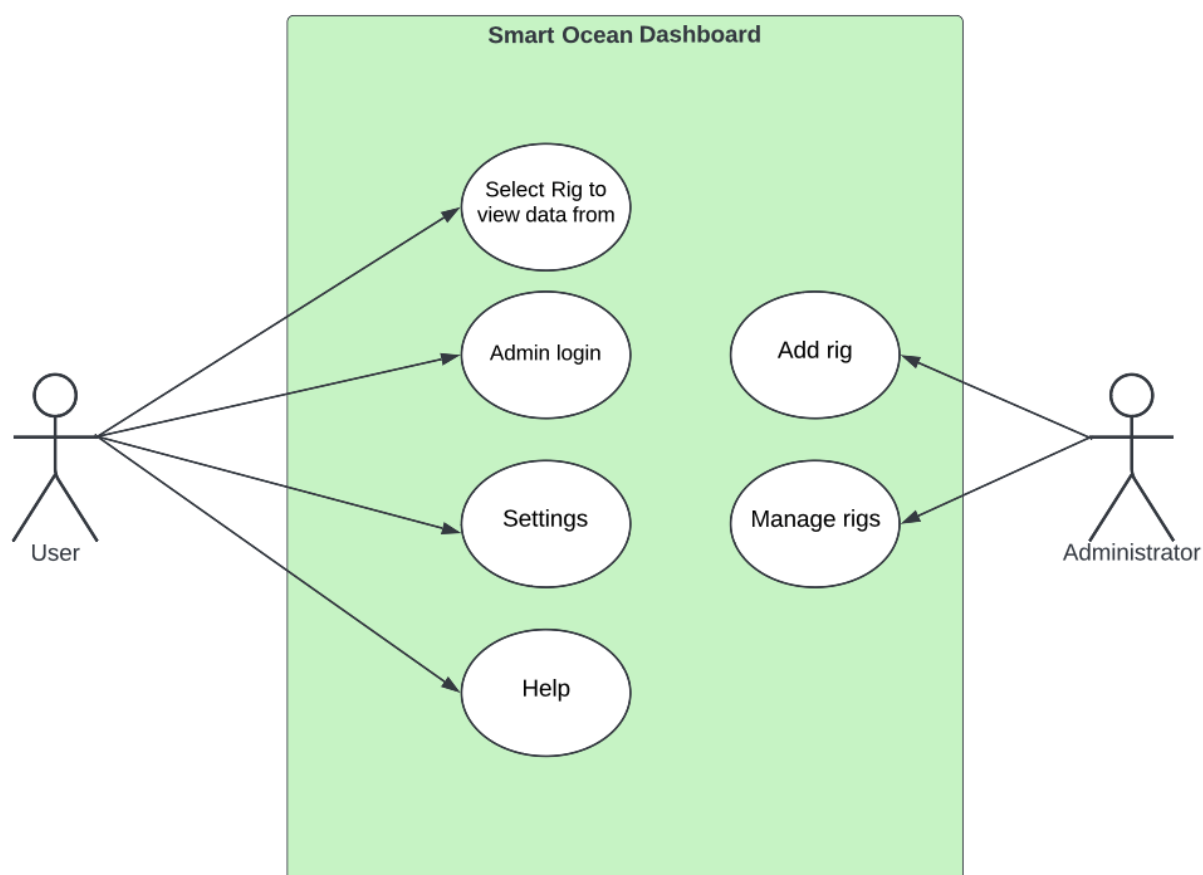 Smart Ocean Dashboard
Select Rig to
view data from
Admin login
Add rig
Settings
Manage rigs
User
Administrator
Help